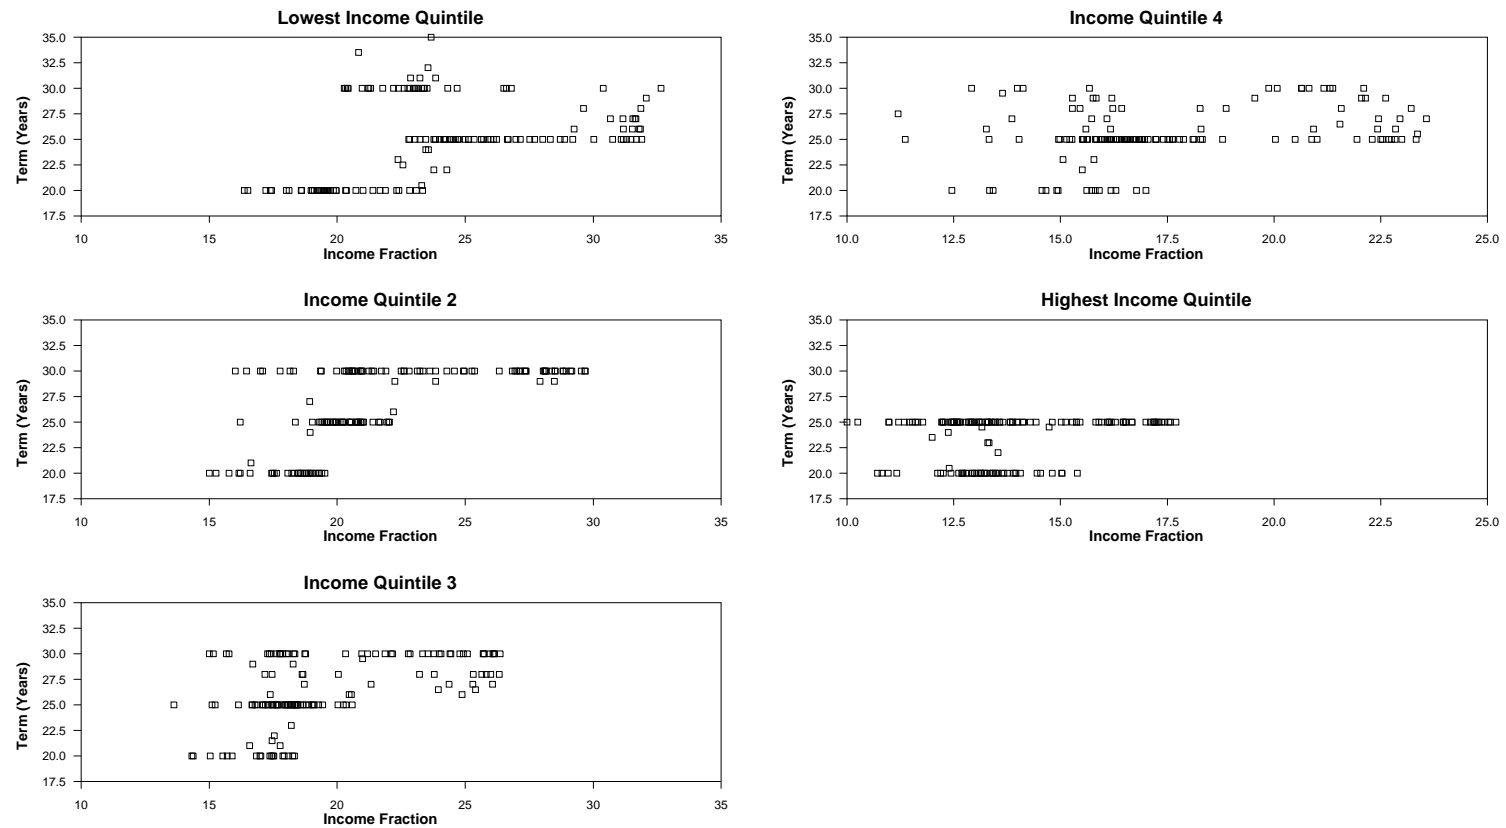 Lowest Income Quintile
35.0
32.5
30.0
27.5
25.0
22.5
20.0
17.5
Term (Years)
10 15 20 25 30 35
Income Fraction
Income Quintile 4
35.0
32.5
30.0
27.5
25.0
22.5
20.0
17.5
Term (Years)
10.0 12.5 15.0 17.5 20.0 22.5 25.0
Income Fraction
Income Quintile 2
35.0
32.5
30.0
27.5
25.0
22.5
20.0
17.5
Term (Years)
10 15 20 25 30 35
Income Fraction
Highest Income Quintile
35.0
32.5
30.0
27.5
25.0
22.5
20.0
17.5
Term (Years)
10.0 12.5 15.0 17.5 20.0 22.5 25.0
Income Fraction
Income Quintile 3
35.0
32.5
30.0
27.5
25.0
22.5
20.0
17.5
Term (Years)
10 15 20 25 30 35
Income Fraction